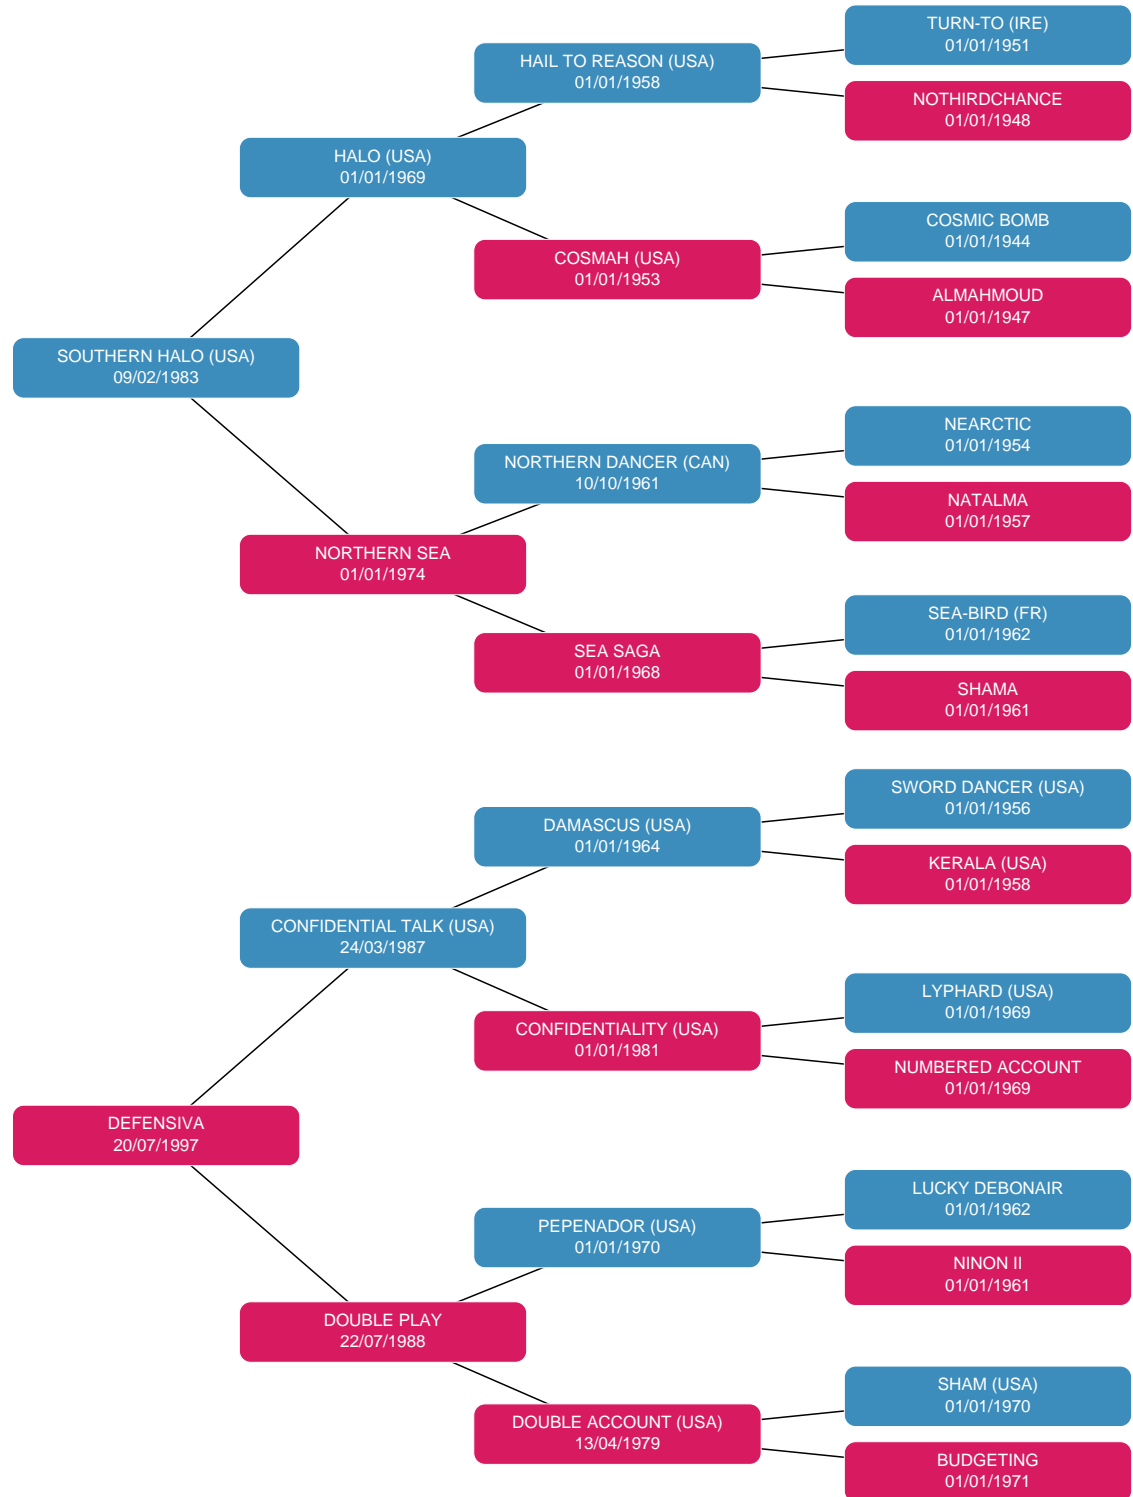 TURN-TO (IRE)
01/01/1951
HAIL TO REASON (USA)
01/01/1958
NOTHIRDCHANCE
01/01/1948
HALO (USA)
01/01/1969
COSMIC BOMB
01/01/1944
COSMAH (USA)
01/01/1953
ALMAHMOUD
01/01/1947
SOUTHERN HALO (USA)
09/02/1983
NEARCTIC
01/01/1954
NORTHERN DANCER (CAN)
10/10/1961
NATALMA
01/01/1957
NORTHERN SEA
01/01/1974
SEA-BIRD (FR)
01/01/1962
SEA SAGA
01/01/1968
SHAMA
01/01/1961
SWORD DANCER (USA)
01/01/1956
DAMASCUS (USA)
01/01/1964
KERALA (USA)
01/01/1958
CONFIDENTIAL TALK (USA)
24/03/1987
LYPHARD (USA)
01/01/1969
CONFIDENTIALITY (USA)
01/01/1981
NUMBERED ACCOUNT
01/01/1969
DEFENSIVA
20/07/1997
LUCKY DEBONAIR
01/01/1962
PEPENADOR (USA)
01/01/1970
NINON II
01/01/1961
DOUBLE PLAY
22/07/1988
SHAM (USA)
01/01/1970
DOUBLE ACCOUNT (USA)
13/04/1979
BUDGETING
01/01/1971